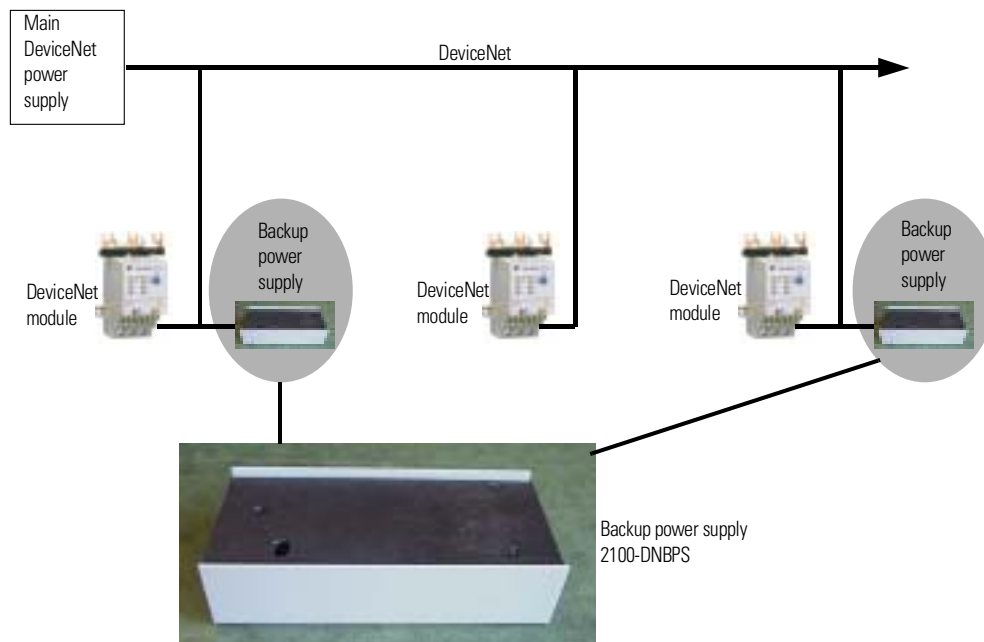 Main
DeviceNet
power
supply
DeviceNet
Backup
power
supply
DeviceNet
module
DeviceNet
module
DeviceNet
module
Backup
power
supply
Backup power supply
2100-DNBPS